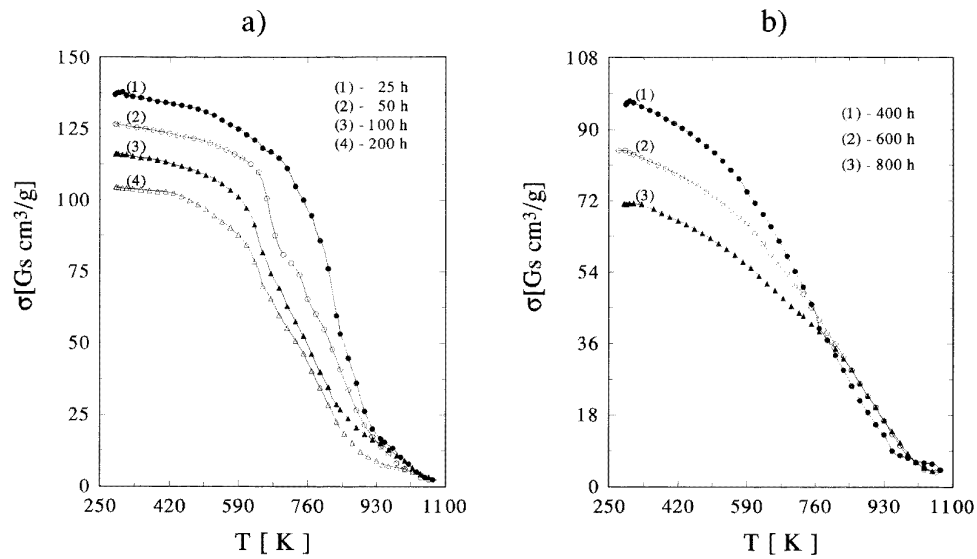 a)
150
125
100
75
50
25
0
250 420 590 760 930 1100
σ[Gs cm³/g]
T [ K ]
(1)
(2)
(3)
(4)
(1) - 25 h
(2) - 50 h
(3) - 100 h
(4) - 200 h
b)
108
90
72
54
36
18
0
250 420 590 760 930 1100
σ[Gs cm³/g]
T [ K ]
(1)
(2)
(3)
(1) - 400 h
(2) - 600 h
(3) - 800 h